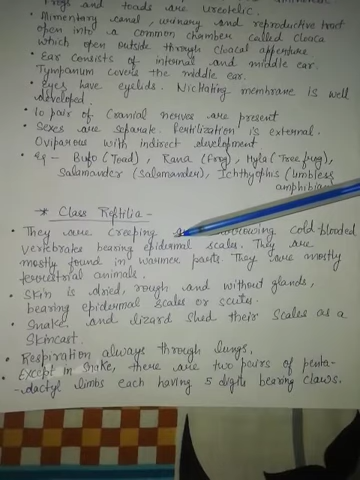 Frogs and toads are Ureotelic.
• Alimentary canal, urinary and reproductive tract
open into a common chamber called Cloaca
which open outside through cloacal apperture.
• Ear consists of internal and middle ear.
Tympanum covers the middle ear.
• Eyes have eyelids. Nictitating membrane is well
developed.
• 10 pair of Cranial nerves are present
• Sexes are separate. Fertilization is external.
Oviparous with indirect development
• eg - Bufo (Toad), Rana (Frog), Hyla (Tree frog),
Salamander (Salamander), Ichthyophis (Limbless
amphibian
* Class Reptilia -
• They are creeping cold-blooded
vertebrate bearing epidermal scales. They are
mostly found in warmer parts. They are mostly
terrestrial animals.
• Skin is dried, rough and without glands,
bearing epidermal scales or scutes.
• Snake and lizard shed their scales as a
Skincast.
• Respiration always through lungs.
• Except in snake, there are two pairs of penta-
-dactyl limbs each having 5 digits bearing claws.